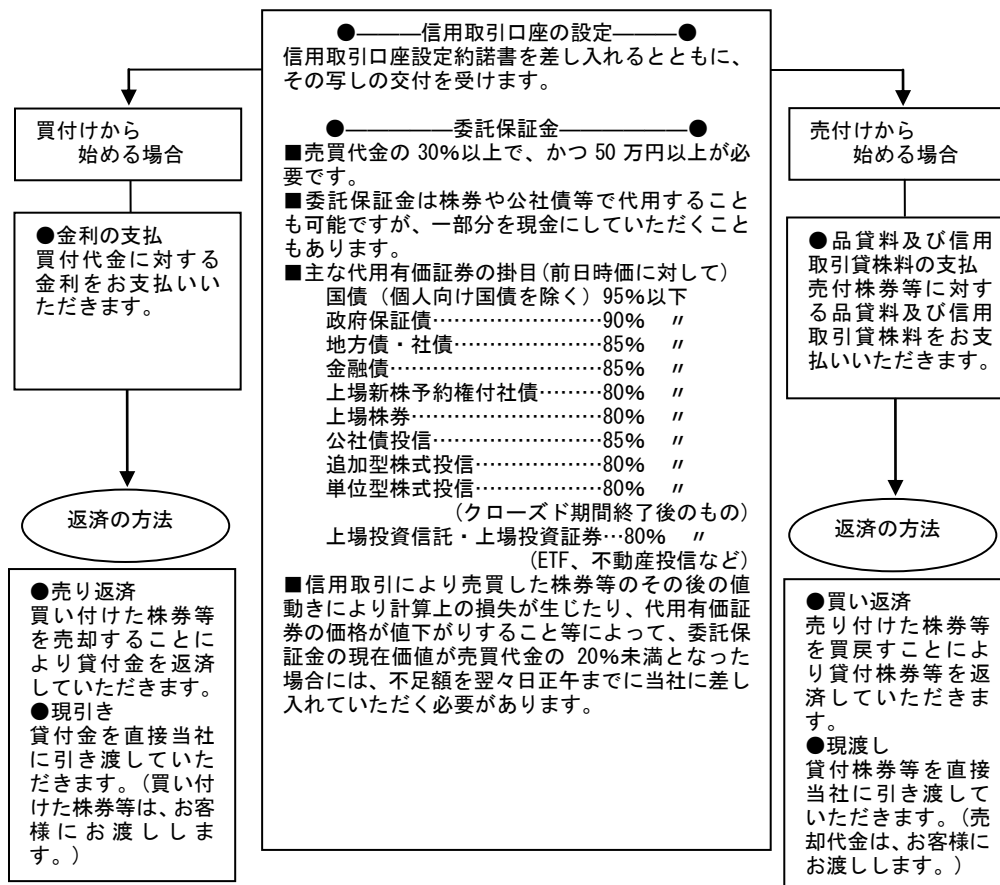 ●―――信用取引口座の設定―――●
信用取引口座設定約諾書を差し入れるとともに、
その写しの交付を受けます。
●―――――委託保証金―――――●
■売買代金の 30%以上で、かつ 50 万円以上が必
要です。
■委託保証金は株券や公社債等で代用すること
も可能ですが、一部分を現金にしていただくこと
もあります。
■主な代用有価証券の掛目(前日時価に対して)
国債（個人向け国債を除く）95%以下
政府保証債……………………90% 〃
地方債・社債…………………85% 〃
金融債…………………………85% 〃
上場新株予約権付社債………80% 〃
上場株券………………………80% 〃
公社債投信……………………85% 〃
追加型株式投信………………80% 〃
単位型株式投信………………80% 〃
(クローズド期間終了後のもの)
上場投資信託・上場投資証券…80% 〃
(ETF、不動産投信など)
■信用取引により売買した株券等のその後の値
動きにより計算上の損失が生じたり、代用有価証
券の価格が値下がりすること等によって、委託保
証金の現在価値が売買代金の 20%未満となった
場合には、不足額を翌々日正午までに当社に差し
入れていただく必要があります。
買付けから
始める場合
●金利の支払
買付代金に対する
金利をお支払いい
ただきます。
返済の方法
●売り返済
買い付けた株券等
を売却することに
より貸付金を返済
していただきます。
●現引き
貸付金を直接当社
に引き渡していた
だきます。(買い付
けた株券等は、お客
様にお渡ししま
す。)
売付けから
始める場合
●品貸料及び信用
取引貸株料の支払
売付株券等に対す
る品貸料及び信用
取引貸株料をお支
払いいただきます。
返済の方法
●買い返済
売り付けた株券等
を買戻すことによ
り貸付株券等を返
済していただきま
す。
●現渡し
貸付株券等を直接
当社に引き渡して
いただきます。(売
却代金は、お客様に
お渡しします。)